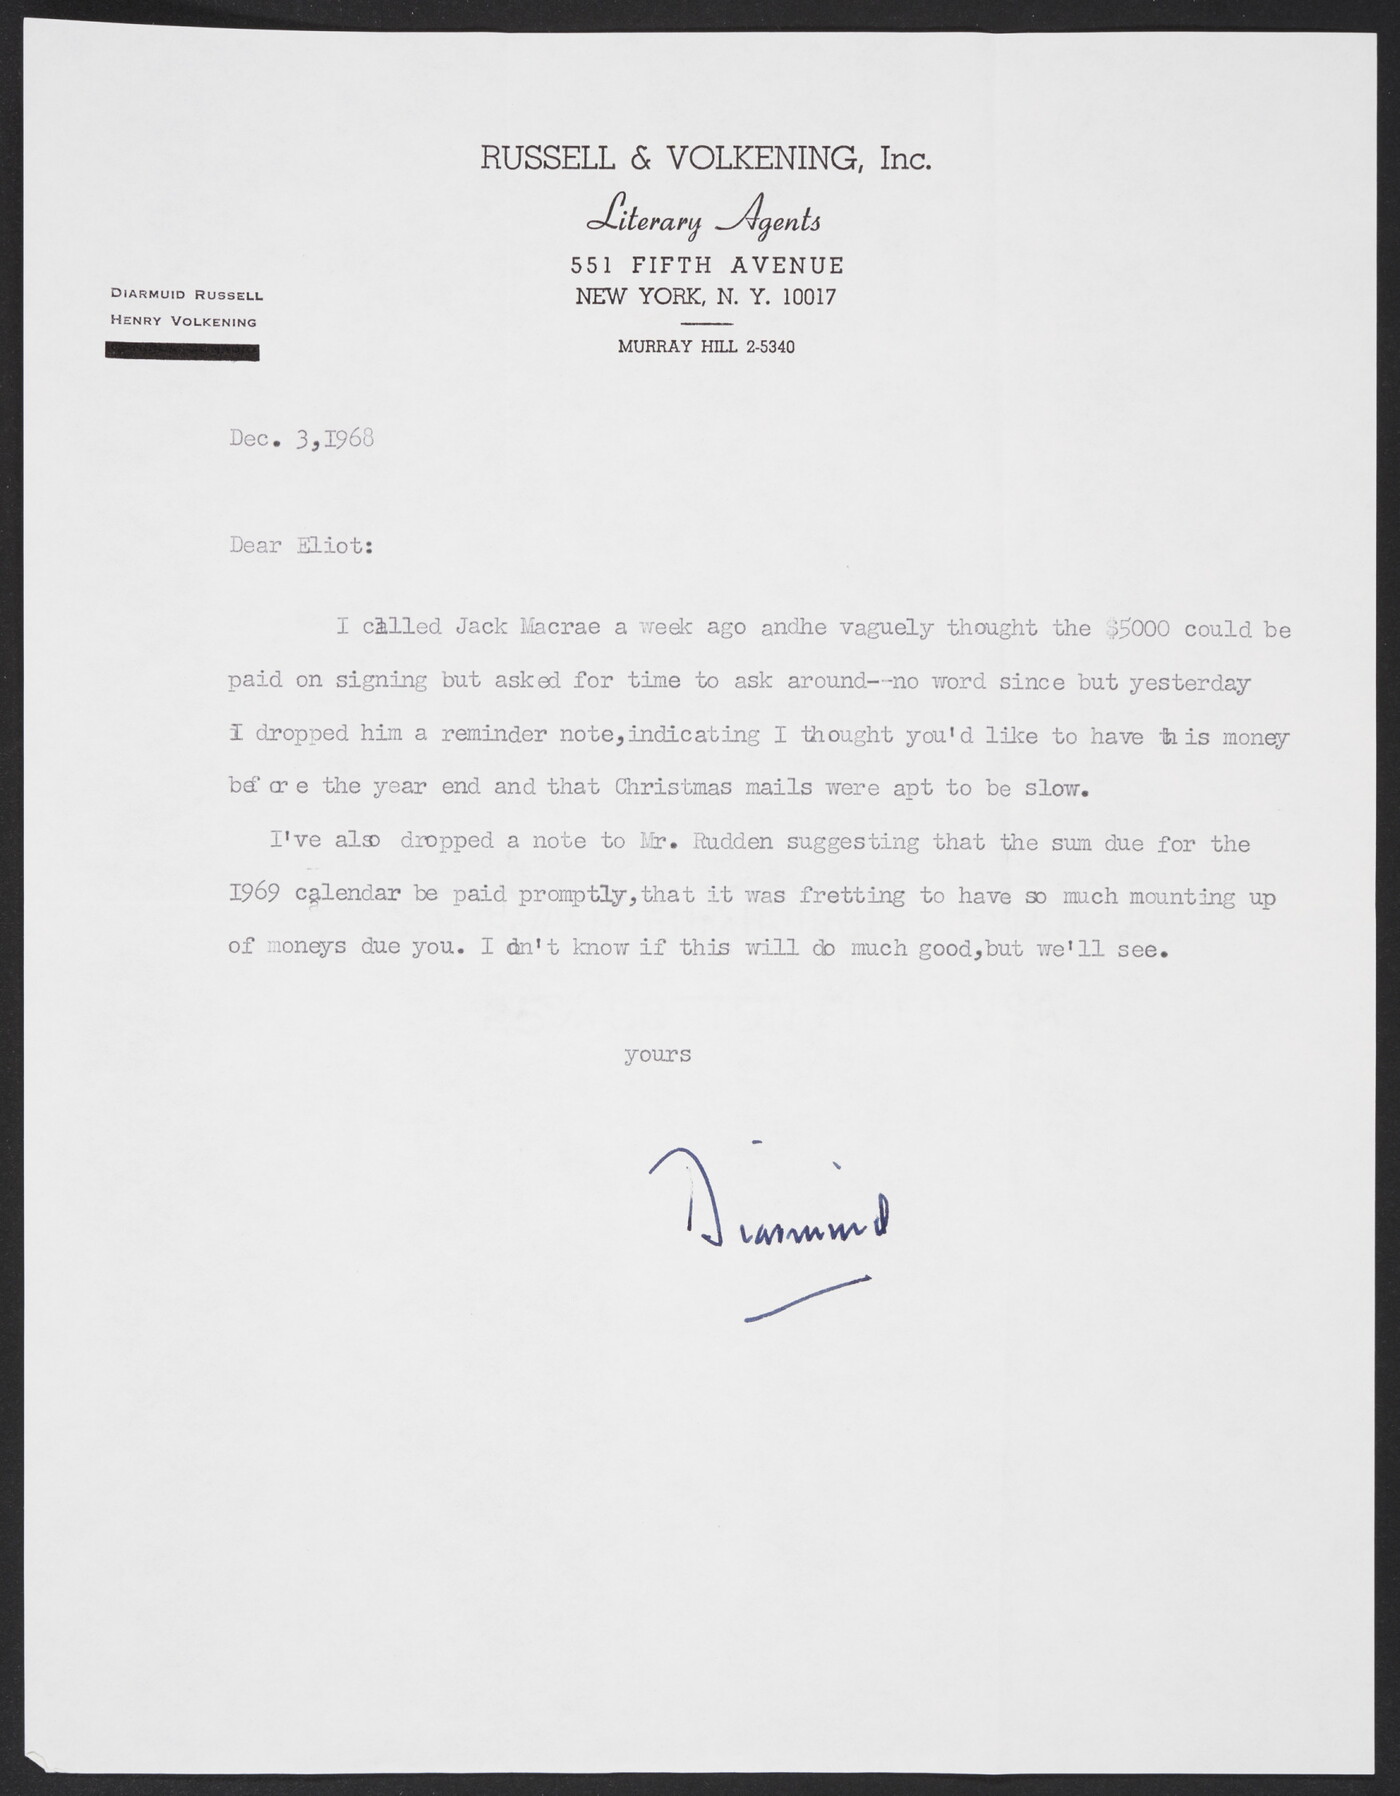 RUSSELL & VOLKENING, Inc.
Literary Agents
551 FIFTH AVENUE
NEW YORK, N. Y. 10017
MURRAY HILL 2-5340
DIARMUID RUSSELL
HENRY VOLKENING
Dec. 3,1968
Dear Eliot:
I called Jack Macrae a week ago andhe vaguely thought the $5000 could be
paid on signing but asked for time to ask around--no word since but yesterday
I dropped him a reminder note,indicating I thought you'd like to have this money
before the year end and that Christmas mails were apt to be slow.
I've also dropped a note to Mr. Rudden suggesting that the sum due for the
1969 calendar be paid promptly,that it was fretting to have so much mounting up
of moneys due you. I dn't know if this will do much good,but we'll see.
yours
Diarmuid